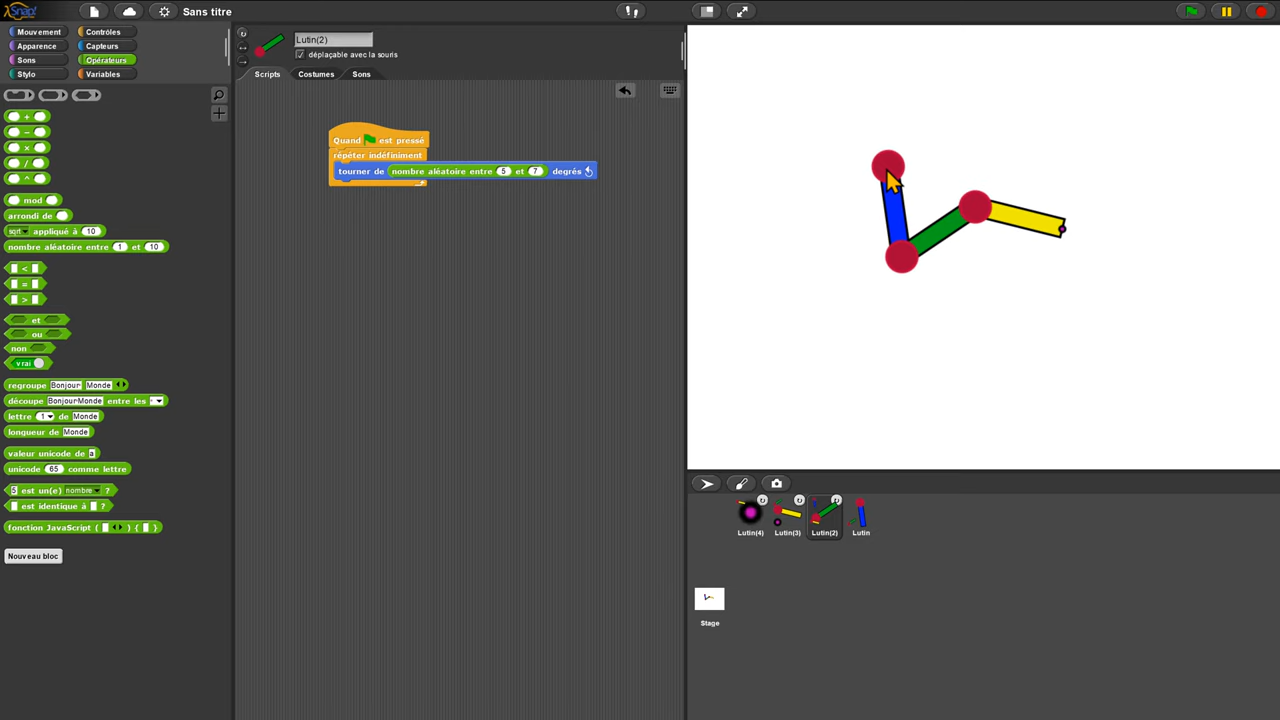 Snap!
Sans titre
Mouvement
Contrôles
Apparence
Capteurs
Sons
Opérateurs
Stylo
Variables
+
−
×
/
^
mod
arrondi de
sqrt appliqué à 10
nombre aléatoire entre 1 et 10
<
=
>
et
ou
non
vrai
regroupe Bonjour Monde
découpe Bonjour Monde entre les
lettre 1 de Monde
longueur de Monde
valeur unicode de a
unicode 65 comme lettre
5 est un(e) nombre ?
est identique à ?
fonction JavaScript ( ) { }
Nouveau bloc
Lutin(2)
déplaçable avec la souris
Scripts Costumes Sons
Quand est pressé
répéter indéfiniment
tourner de nombre aléatoire entre 5 et 7 degrés
Lutin(4) Lutin(3) Lutin(2) Lutin
Stage